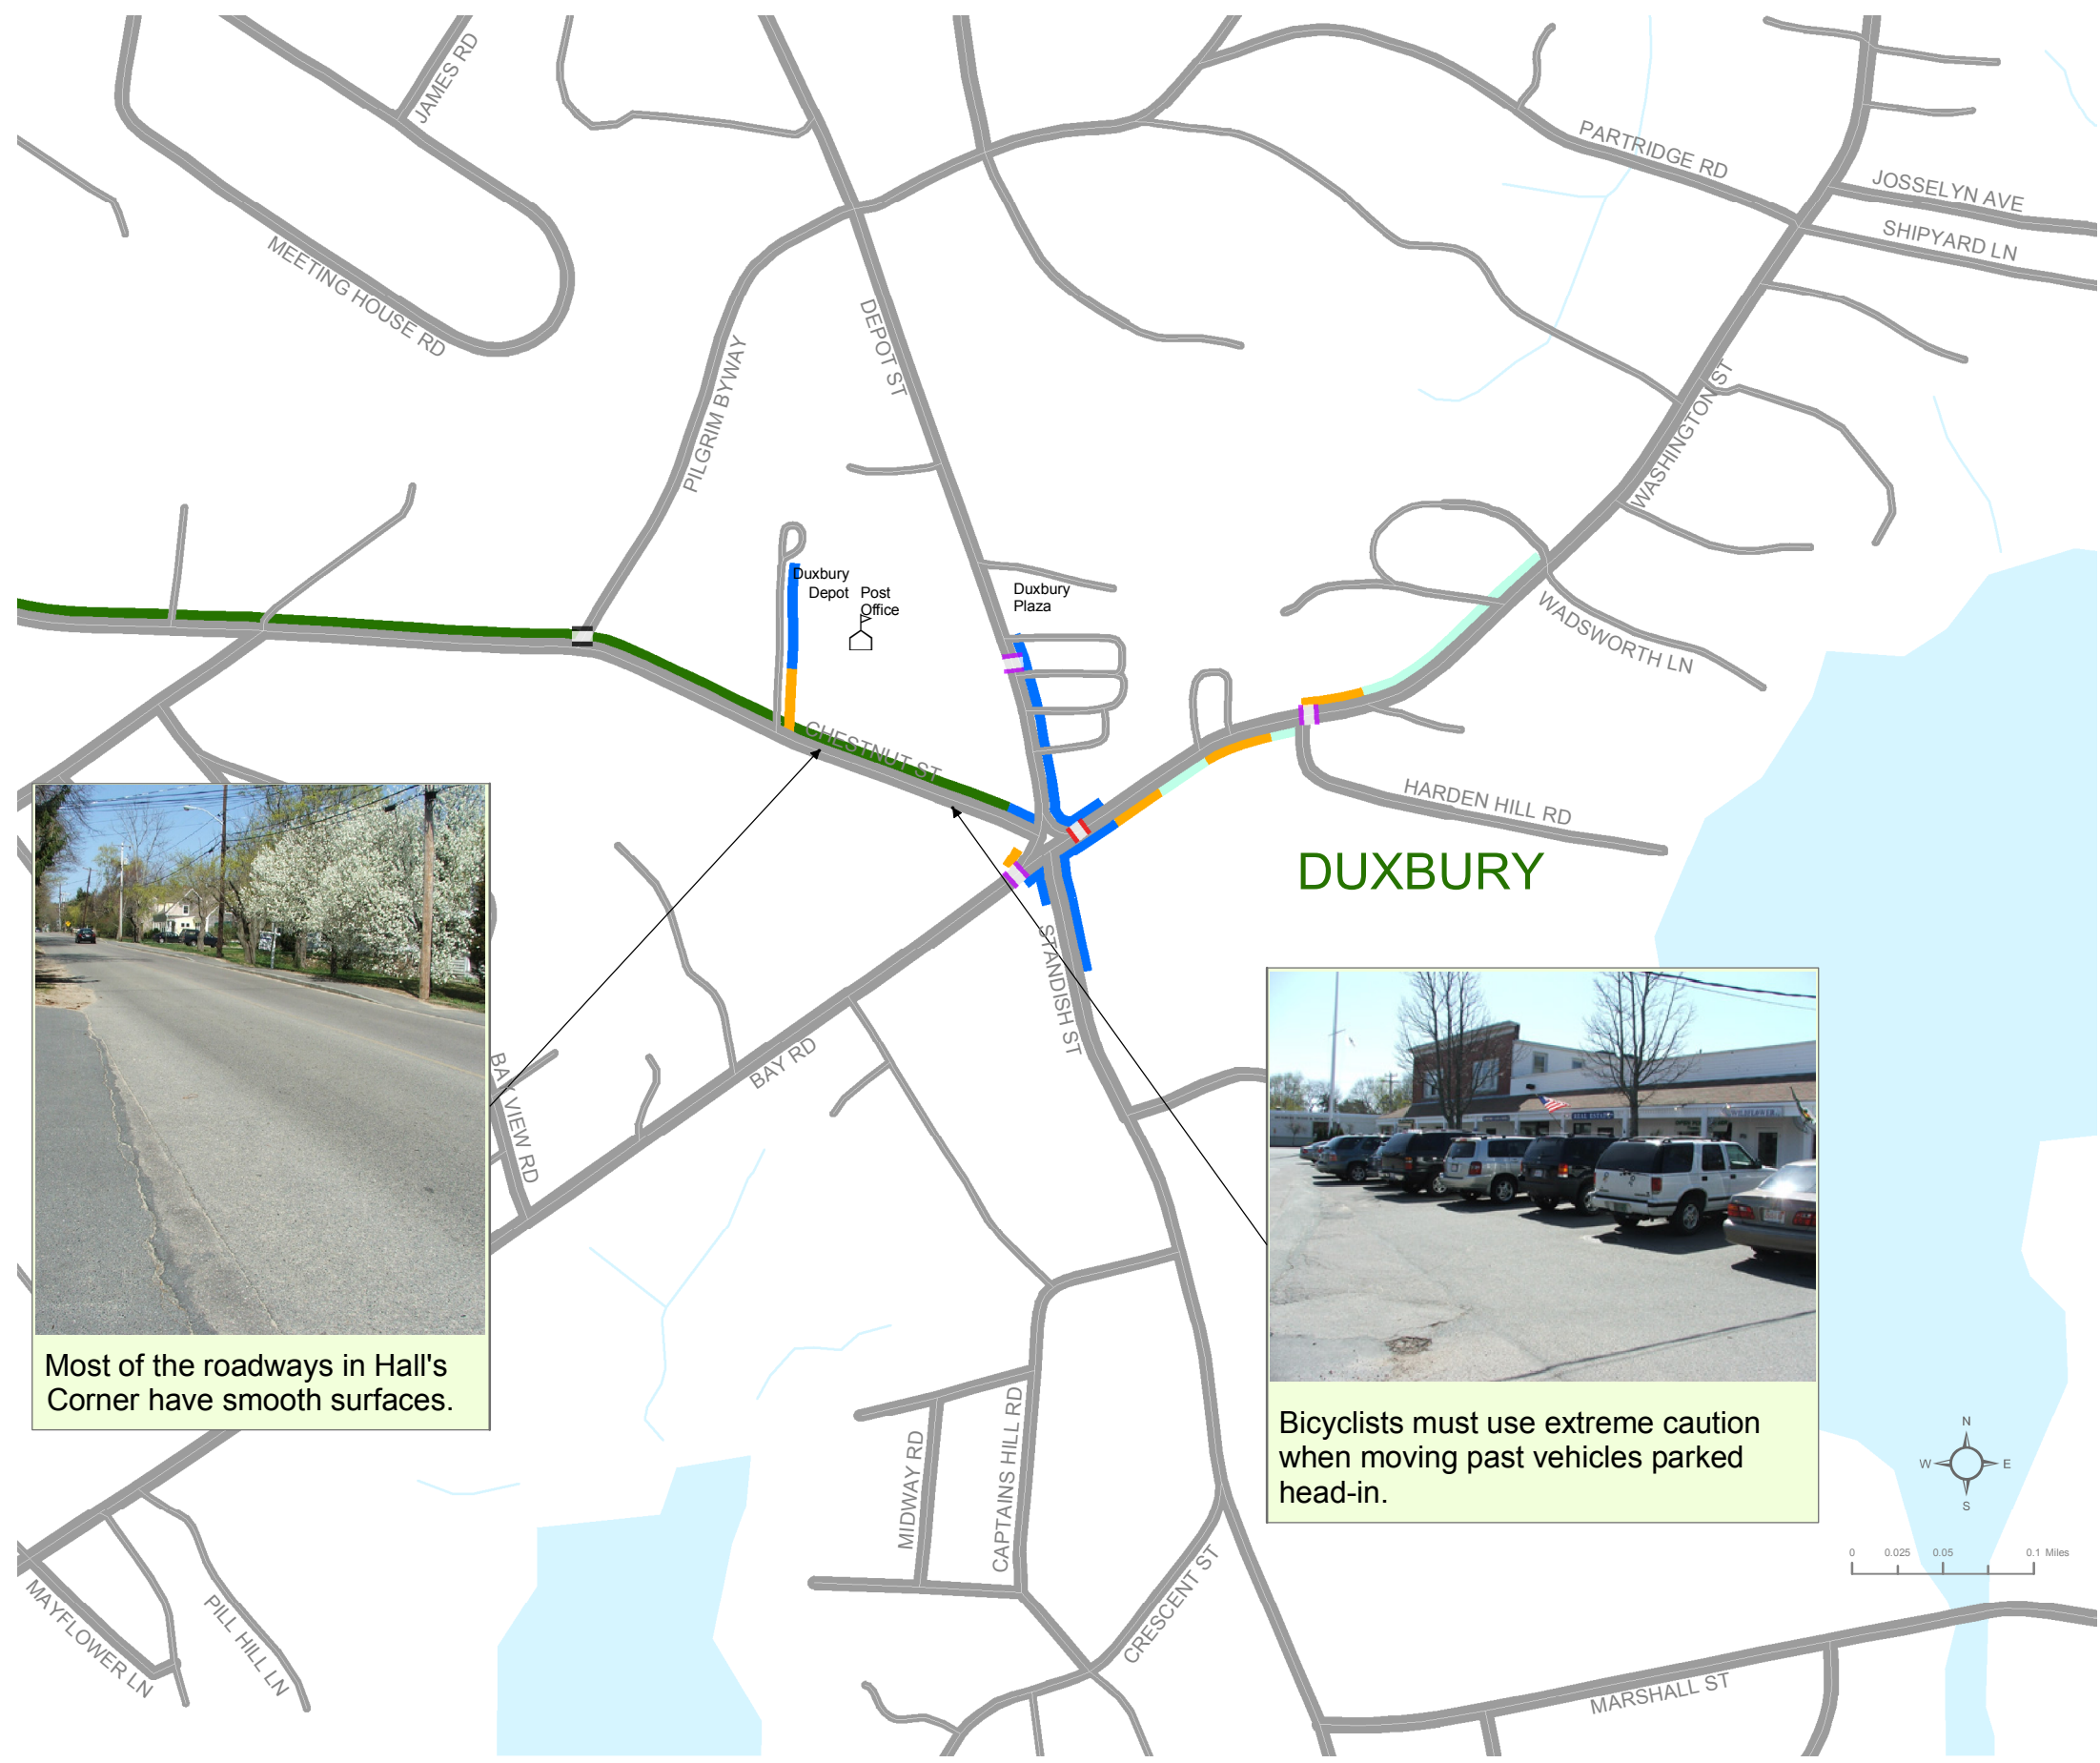 JAMES RD
PARTRIDGE RD
JOSSELYN AVE
SHIPYARD LN
MEETING HOUSE RD
DEPOT ST
PILGRIM BYWAY
WASHINGTON ST
Duxbury
Depot
Post
Office
Duxbury
Plaza
WADSWORTH LN
CHESTNUT ST
HARDEN HILL RD
DUXBURY
STANDISH ST
BAY RD
BAY VIEW RD
Most of the roadways in Hall's
Corner have smooth surfaces.
Bicyclists must use extreme caution
when moving past vehicles parked
head-in.
MIDWAY RD
CAPTAINS HILL RD
CRESCENT ST
MAYFLOWER LN
PILL HILL LN
MARSHALL ST
N
W E
S
0 0.025 0.05 0.1 Miles